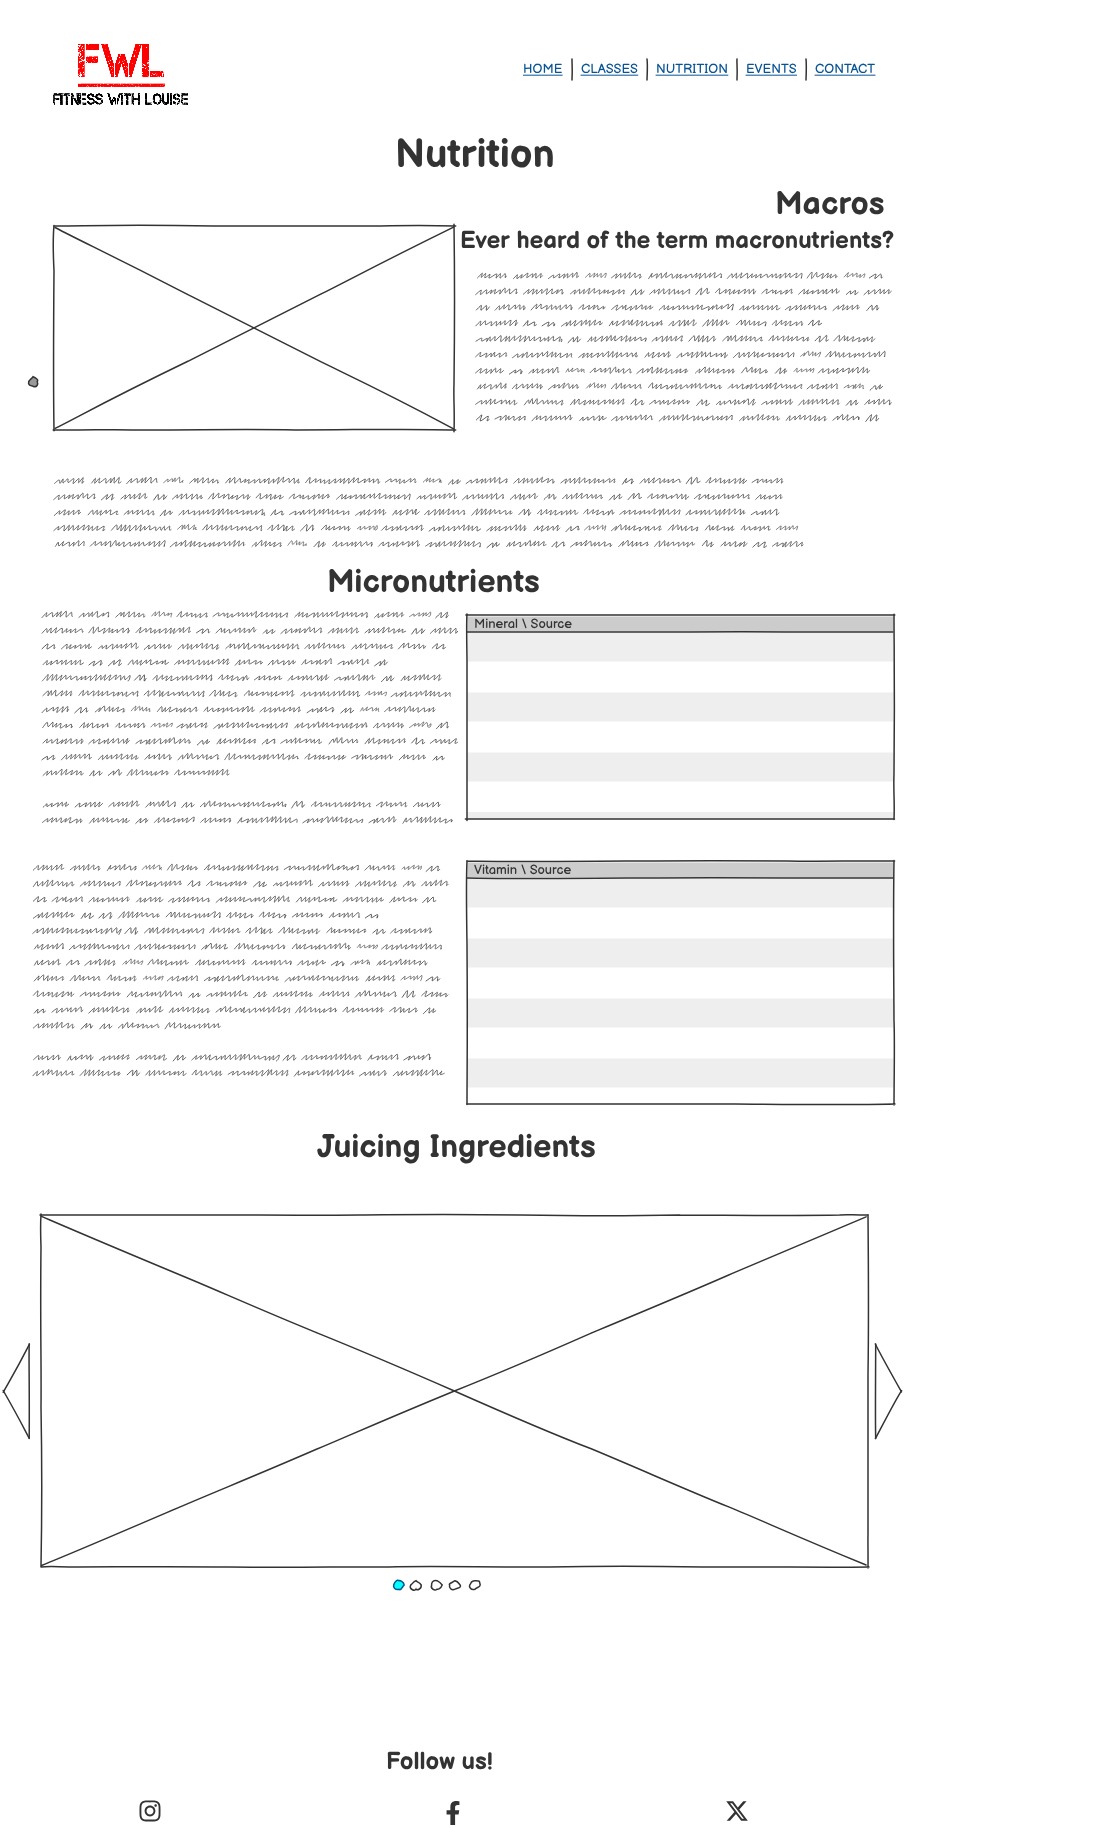 FWL
FITNESS WITH LOUISE
HOME | CLASSES | NUTRITION | EVENTS | CONTACT
Nutrition
Macros
Ever heard of the term macronutrients?
Micronutrients
Mineral \ Source
Vitamin \ Source
Juicing Ingredients
Follow us!